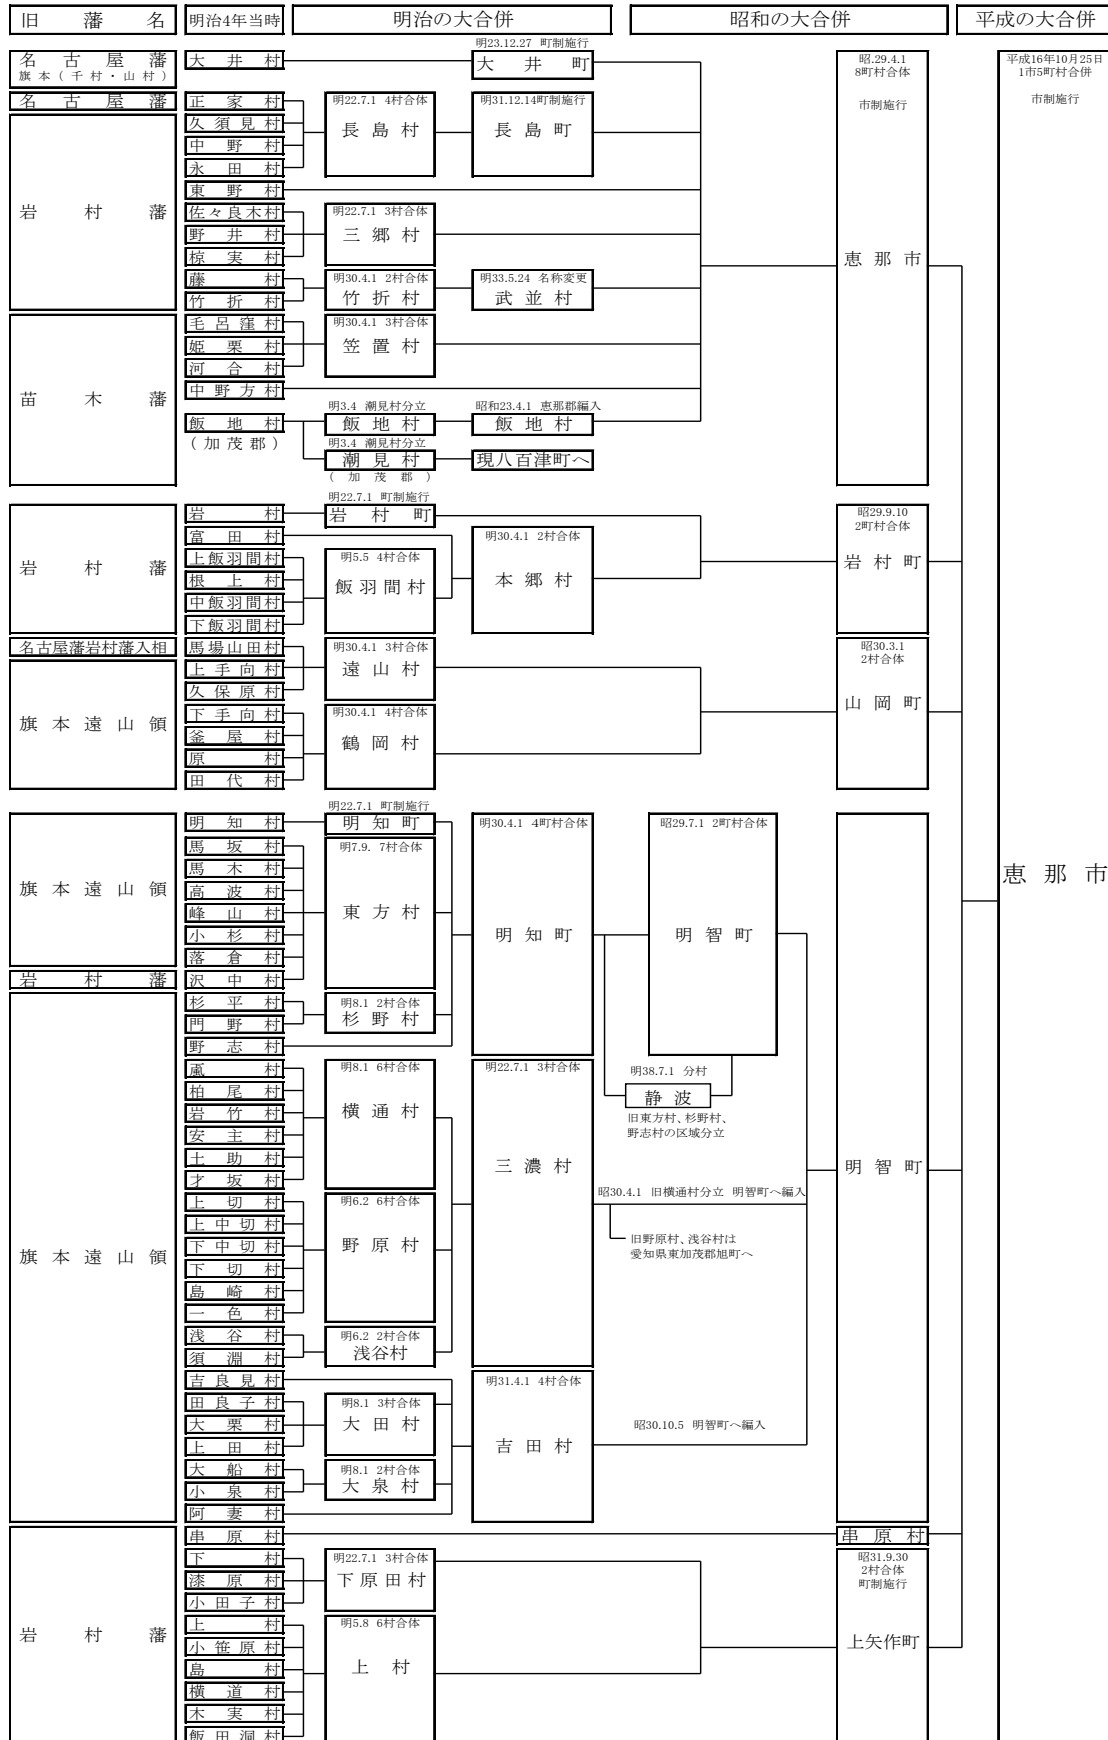 旧藩名 明治4年当時 明治の大合併 昭和の大合併 平成の大合併
名古屋藩
旗本(千村・山村)
大井村
明23.12.27 町制施行
大井町
昭.29.4.1
8町村合体
市制施行
恵那市
平成16年10月25日
1市5町村合併
市制施行
恵那市
名古屋藩
正家村
久須見村
中野村
永田村
明22.7.1 4村合体
長島村
明31.12.14町制施行
長島町
岩村藩
東野村
佐々良木村
野井村
椋実村
明22.7.1 3村合体
三郷村
藤村
竹折村
明30.4.1 2村合体
竹折村
明33.5.24 名称変更
武並村
苗木藩
毛呂窪村
姫栗村
河合村
明30.4.1 3村合体
笠置村
中野方村
飯地村
(加茂郡)
明3.4 潮見村分立
飯地村
昭和23.4.1 恵那郡編入
飯地村
明3.4 潮見村分立
潮見村
(加茂郡)
現八百津町へ
岩村藩
岩村
明22.7.1 町制施行
岩村町
富田村
上飯羽間村
根上村
中飯羽間村
下飯羽間村
明5.5 4村合体
飯羽間村
明30.4.1 2村合体
本郷村
昭29.9.10
2町村合体
岩村町
名古屋藩岩村藩入相
馬場山田村
旗本遠山領
上手向村
久保原村
明30.4.1 3村合体
遠山村
下手向村
釜屋村
原村
田代村
明30.4.1 4村合体
鶴岡村
昭30.3.1
2村合体
山岡町
旗本遠山領
明知村
明22.7.1 町制施行
明知町
馬坂村
馬木村
高波村
峰山村
小杉村
落倉村
岩村藩
沢中村
明7.9. 7村合体
東方村
旗本遠山領
杉平村
門野村
明8.1 2村合体
杉野村
野志村
明30.4.1 4町村合体
明知町
昭29.7.1 2町村合体
明智町
明38.7.1 分村
静波
旧東方村、杉野村、
野志村の区域分立
明智町
柏尾村
岩竹村
安主村
土助村
才坂村
明8.1 6村合体
横通村
上切村
上中切村
下中切村
下切村
島崎村
一色村
明6.2 6村合体
野原村
浅谷村
須淵村
明6.2 2村合体
浅谷村
明22.7.1 3村合体
三濃村
昭30.4.1 旧横通村分立 明智町へ編入
旧野原村、浅谷村は
愛知県東加茂郡旭町へ
吉良見村
田良子村
大栗村
上田村
明8.1 3村合体
大田村
大船村
小泉村
明8.1 2村合体
大泉村
阿妻村
明31.4.1 4村合体
吉田村
昭30.10.5 明智町へ編入
岩村藩
串原村
串原村
下村
漆原村
小田子村
明22.7.1 3村合体
下原田村
上村
小笹原村
島村
横道村
木実村
飯田洞村
明5.8 6村合体
上村
昭31.9.30
2村合体
町制施行
上矢作町